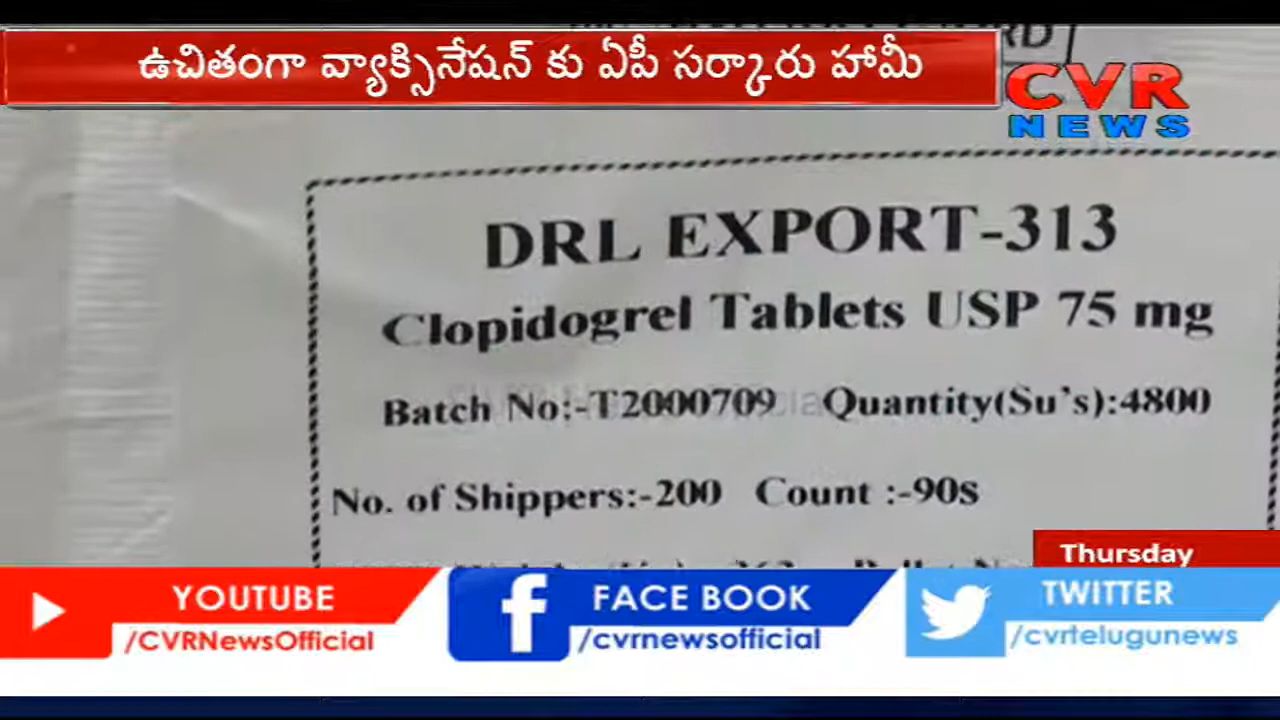 ఉచితంగా వ్యాక్సినేషన్ కు ఏపీ సర్కారు హామీ
CVR
NEWS
DRL EXPORT-313
Clopidogrel Tablets USP 75 mg
Batch No:-T2000709 Quantity(Su's):4800
No. of Shippers:-200 Count :-90s
Thursday
YOUTUBE
/CVRNewsOfficial
FACE BOOK
/cvrnewsofficial
TWITTER
/cvrtelugunews